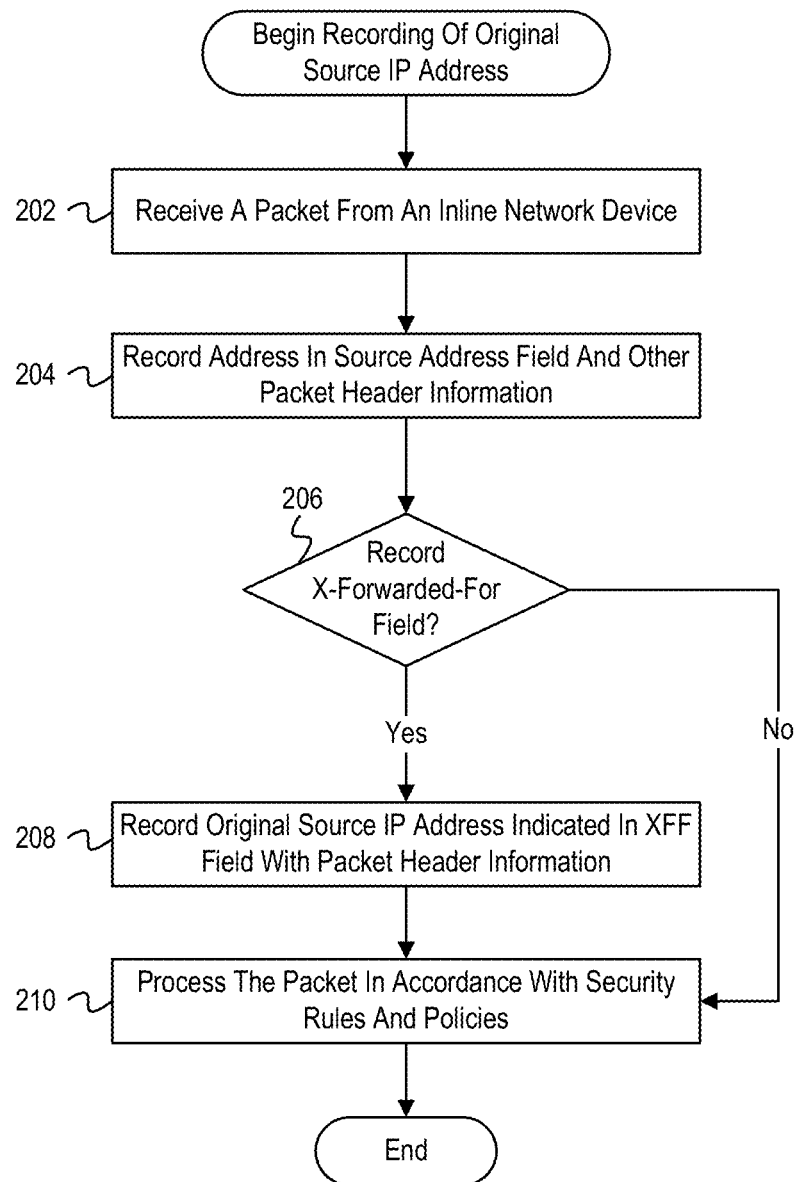 Begin Recording Of Original
Source IP Address
202
Receive A Packet From An Inline Network Device
204
Record Address In Source Address Field And Other
Packet Header Information
206
Record
X-Forwarded-For
Field?
Yes
No
208
Record Original Source IP Address Indicated In XFF
Field With Packet Header Information
210
Process The Packet In Accordance With Security
Rules And Policies
End